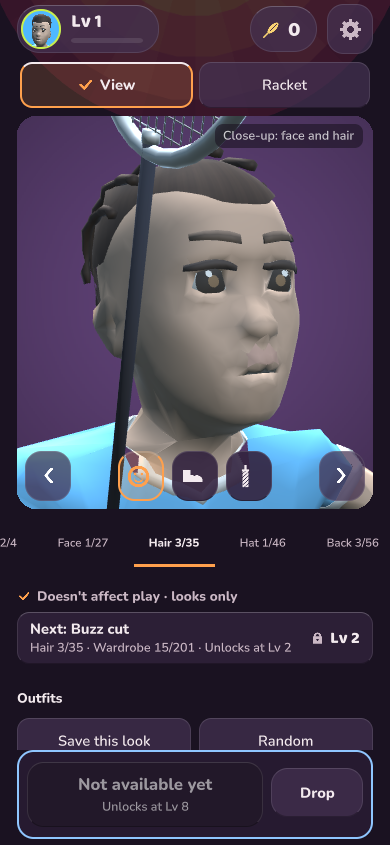 Lv 1
0
View
Racket
Close-up: face and hair
2/4
Face 1/27
Hair 3/35
Hat 1/46
Back 3/56
Doesn't affect play · looks only
Next: Buzz cut
Hair 3/35 · Wardrobe 15/201 · Unlocks at Lv 2
Lv 2
Outfits
Save this look
Random
Not available yet
Unlocks at Lv 8
Drop